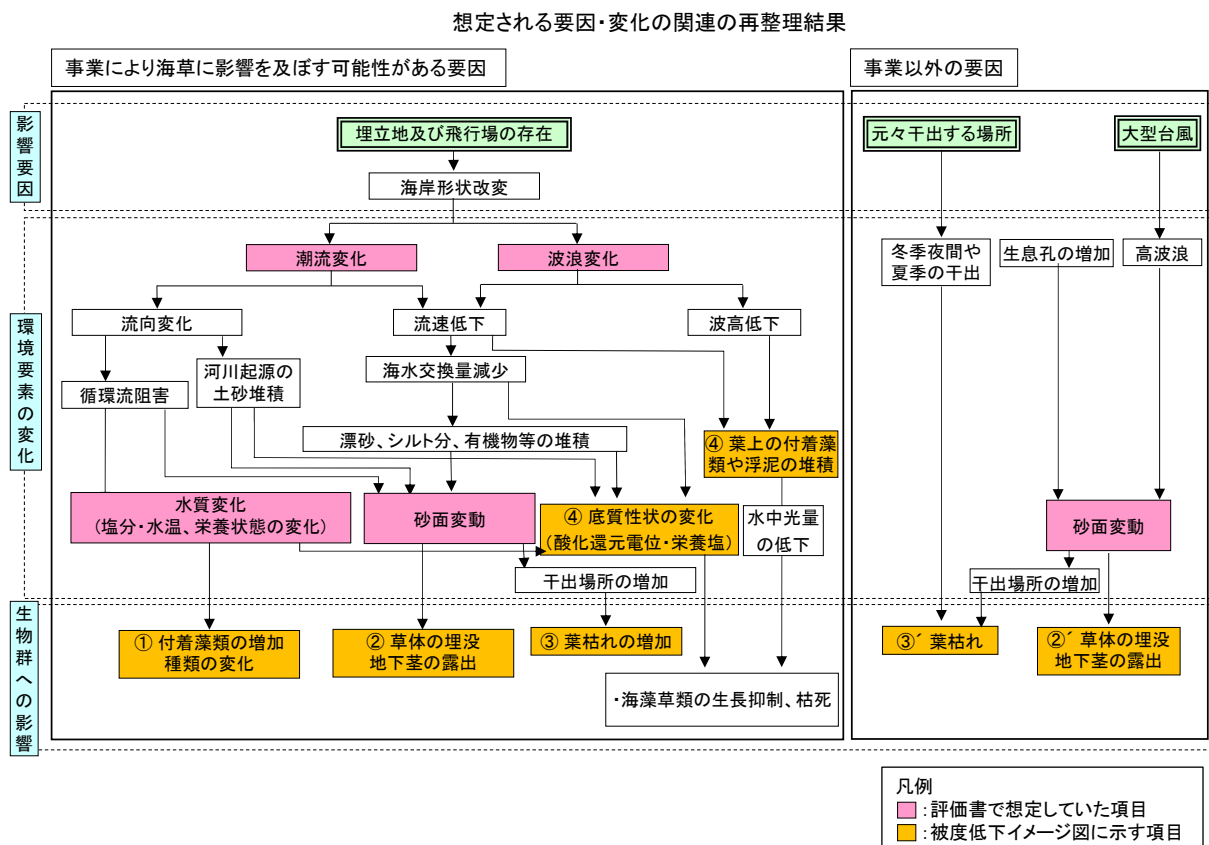 想定される要因・変化の関連の再整理結果
事業により海草に影響を及ぼす可能性がある要因
事業以外の要因
影響要因
埋立地及び飛行場の存在
元々干出する場所
大型台風
海岸形状改変
環境要素の変化
潮流変化
波浪変化
冬季夜間や
夏季の干出
生息孔の増加
高波浪
流向変化
流速低下
波高低下
循環流阻害
河川起源の
土砂堆積
海水交換量減少
漂砂、シルト分、有機物等の堆積
④ 葉上の付着藻
類や浮泥の堆積
水質変化
(塩分・水温、栄養状態の変化)
砂面変動
④ 底質性状の変化
(酸化還元電位・栄養塩)
水中光量
の低下
砂面変動
干出場所の増加
干出場所の増加
生物群への影響
① 付着藻類の増加
種類の変化
② 草体の埋没
地下茎の露出
③ 葉枯れの増加
③´ 葉枯れ
②´ 草体の埋没
地下茎の露出
・海藻草類の生長抑制、枯死
凡例
:評価書で想定していた項目
:被度低下イメージ図に示す項目